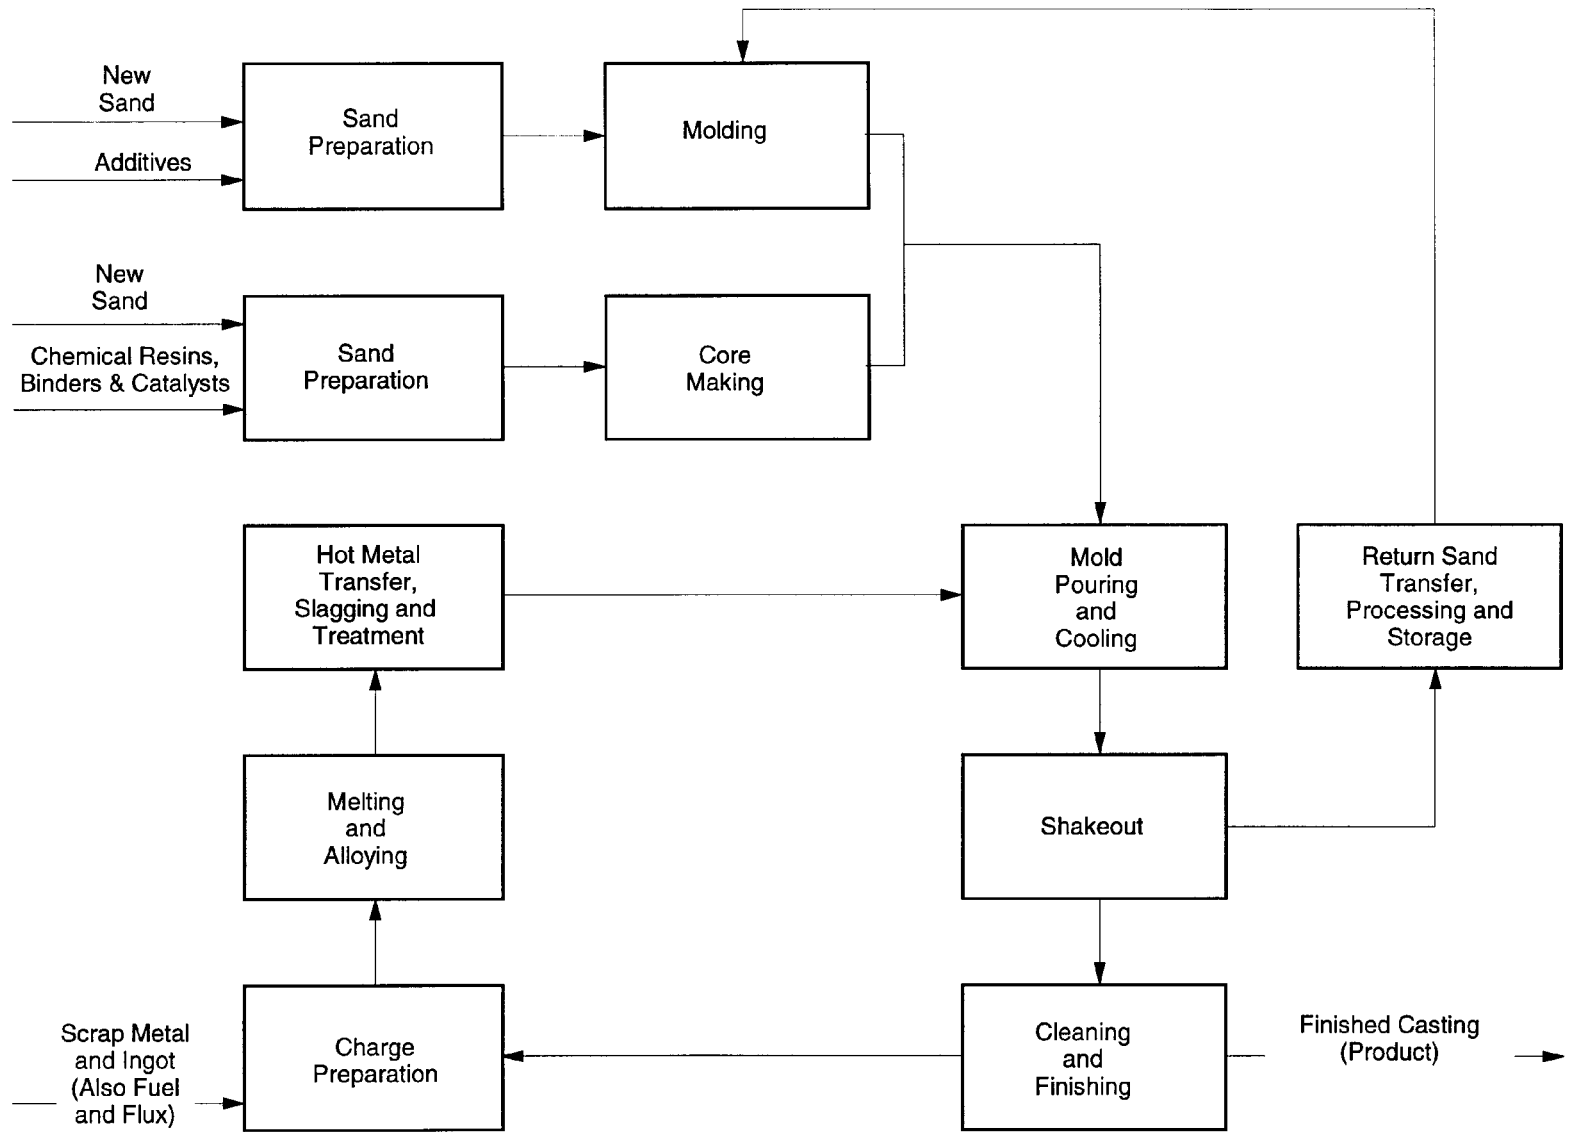 New
Sand
Additives
Sand
Preparation
Molding
New
Sand
Chemical Resins,
Binders & Catalysts
Sand
Preparation
Core
Making
Hot Metal
Transfer,
Slagging and
Treatment
Mold
Pouring
and
Cooling
Return Sand
Transfer,
Processing and
Storage
Melting
and
Alloying
Shakeout
Scrap Metal
and Ingot
(Also Fuel
and Flux)
Charge
Preparation
Cleaning
and
Finishing
Finished Casting
(Product)